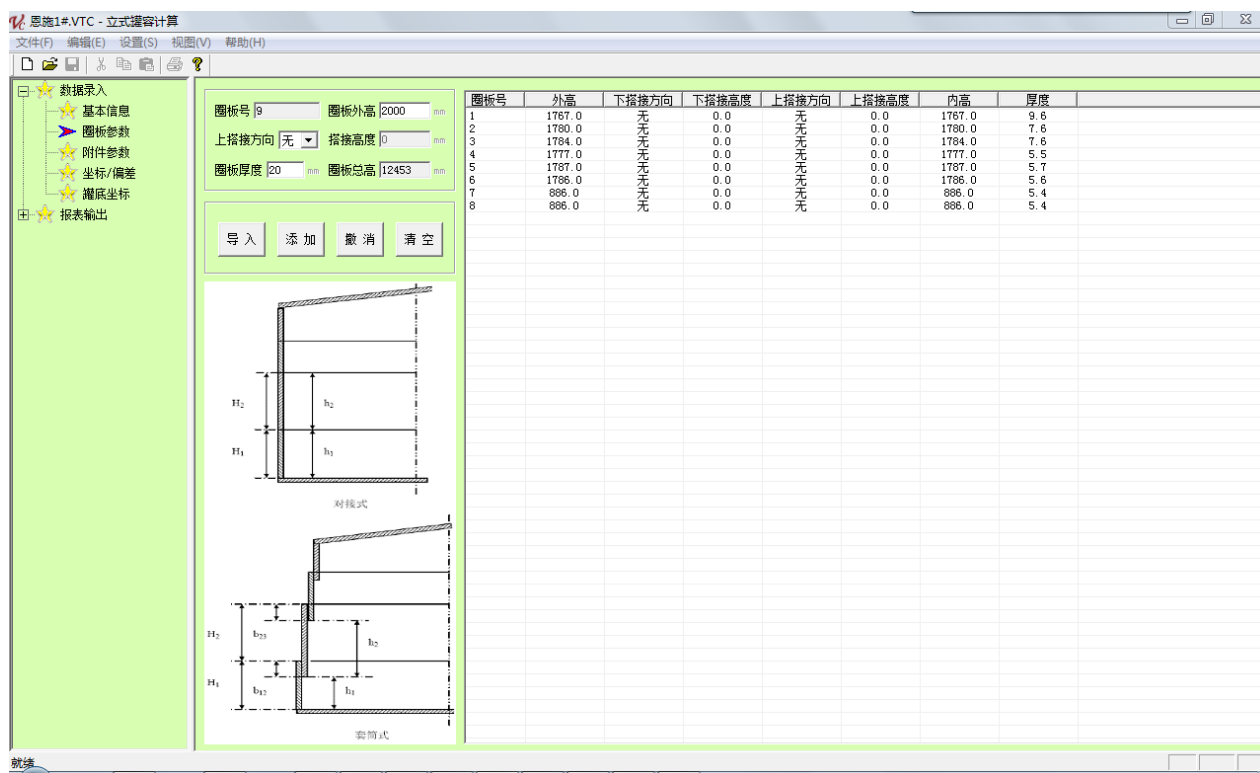 恩施1#.VTC - 立式罐容计算
文件(F) 编辑(E) 设置(S) 视图(V) 帮助(H)
数据录入
基本信息
圈板参数
附件参数
坐标/偏差
罐底坐标
报表输出
圈板号 9 圈板外高 2000 mm
上搭接方向 无 搭接高度 0 mm
圈板厚度 20 mm 圈板总高 12453 mm
导入 添加 撤消 清空
圈板号 外高 下搭接方向 下搭接高度 上搭接方向 上搭接高度 内高 厚度
1 1767.0 无 0.0 无 0.0 1767.0 9.6
2 1780.0 无 0.0 无 0.0 1780.0 7.6
3 1784.0 无 0.0 无 0.0 1784.0 7.6
4 1777.0 无 0.0 无 0.0 1777.0 5.5
5 1787.0 无 0.0 无 0.0 1787.0 5.7
6 1786.0 无 0.0 无 0.0 1786.0 5.6
7 886.0 无 0.0 无 0.0 886.0 5.4
8 886.0 无 0.0 无 0.0 886.0 5.4
H₂ h₂
H₁ h₁
对接式
H₂ b₂₃ h₂
H₁ b₁₂ h₁
套筒式
就绪